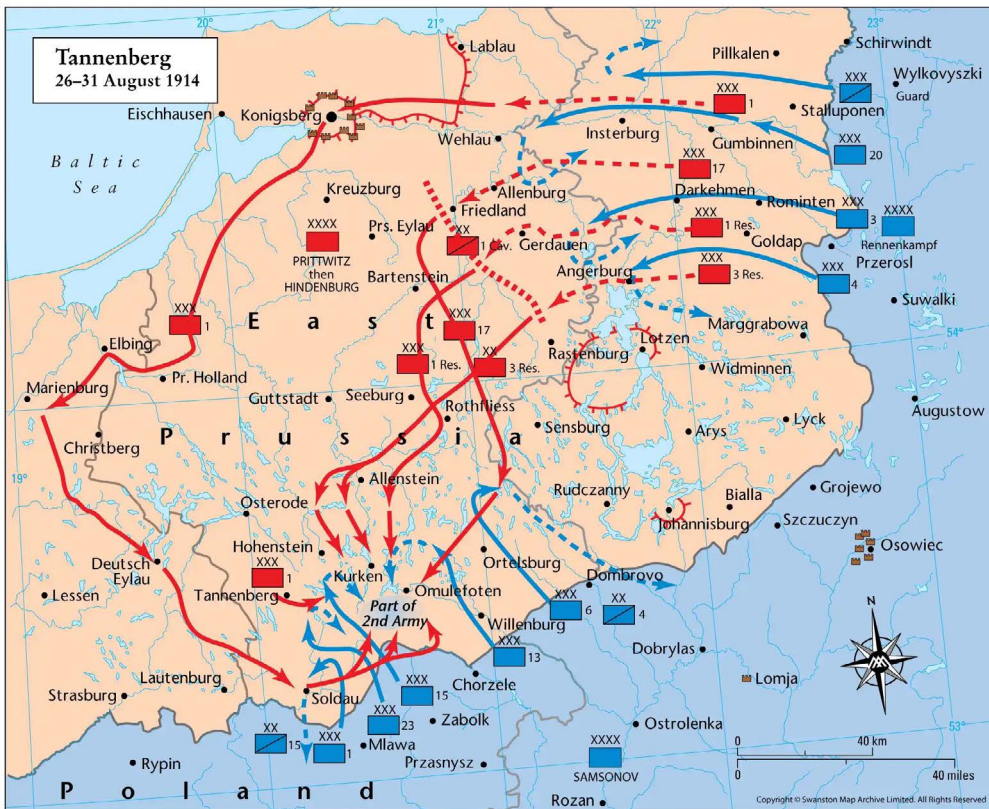 Tannenberg
26–31 August 1914
20°
21°
22°
23°
Lablau
Pillkalen
Schirwindt
XXX
Wylkovyszki
Guard
Eischhausen
Konigsberg
XXX
1
Stalluponen
Insterburg
Wehlau
Gumbinnen
XXX
20
Baltic
Sea
XXX
17
Kreuzburg
Allenburg
Darkehmen
Rominten
XXX
3
XXXX
Rennenkampf
Friedland
XXXX
PRITTWITZ
then
HINDENBURG
Prs. Eylau
XX
1 Cav.
Gerdauen
XXX
1 Res.
Goldap
Przerosl
Bartenstein
Angerburg
XXX
3 Res.
XXX
4
Suwalki
XXX
1
East
XXX
17
Marggrabowa
54°
Elbing
Rastenburg
Lotzen
XXX
1 Res.
XX
3 Res.
Widminnen
Marienburg
Pr. Holland
Guttstadt
Seeburg
Rothfliess
Augustow
Christberg
Prussia
Sensburg
Arys
Lyck
19°
Allenstein
Osterode
Rudczanny
Bialla
Grojewo
Johannisburg
Szczuczyn
Osowiec
Hohenstein
Ortelsburg
Deutsch
Eylau
XXX
1
Kurken
Dombrovo
Lessen
Tannenberg
Omulefoten
XXX
6
XX
4
Part of
2nd Army
Willenburg
N
XXX
13
Dobrylas
Lautenburg
Chorzele
Lomja
Strasburg
Soldau
XXX
15
XXX
23
Zabolk
Ostrolenka
53°
XX
15
XXX
1
Mlawa
XXXX
SAMSONOV
0
40 km
Rypin
Przasnysz
0
40 miles
Poland
Rozan
Copyright © Swanston Map Archive Limited. All Rights Reserved